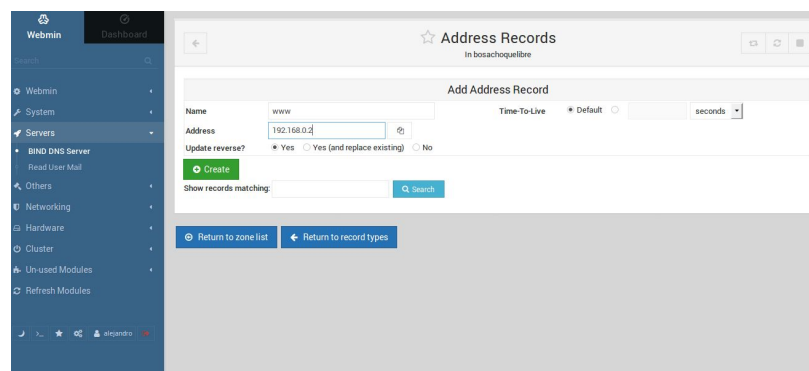 Webmin
Dashboard
Search
Address Records
In bosachoquelibre
Webmin
System
Servers
BIND DNS Server
Read User Mail
Others
Networking
Hardware
Cluster
Un-used Modules
Refresh Modules
alejandro
Add Address Record
Name www Time-To-Live Default seconds
Address 192.168.0.2
Update reverse? Yes Yes (and replace existing) No
Create
Show records matching: Search
Return to zone list Return to record types